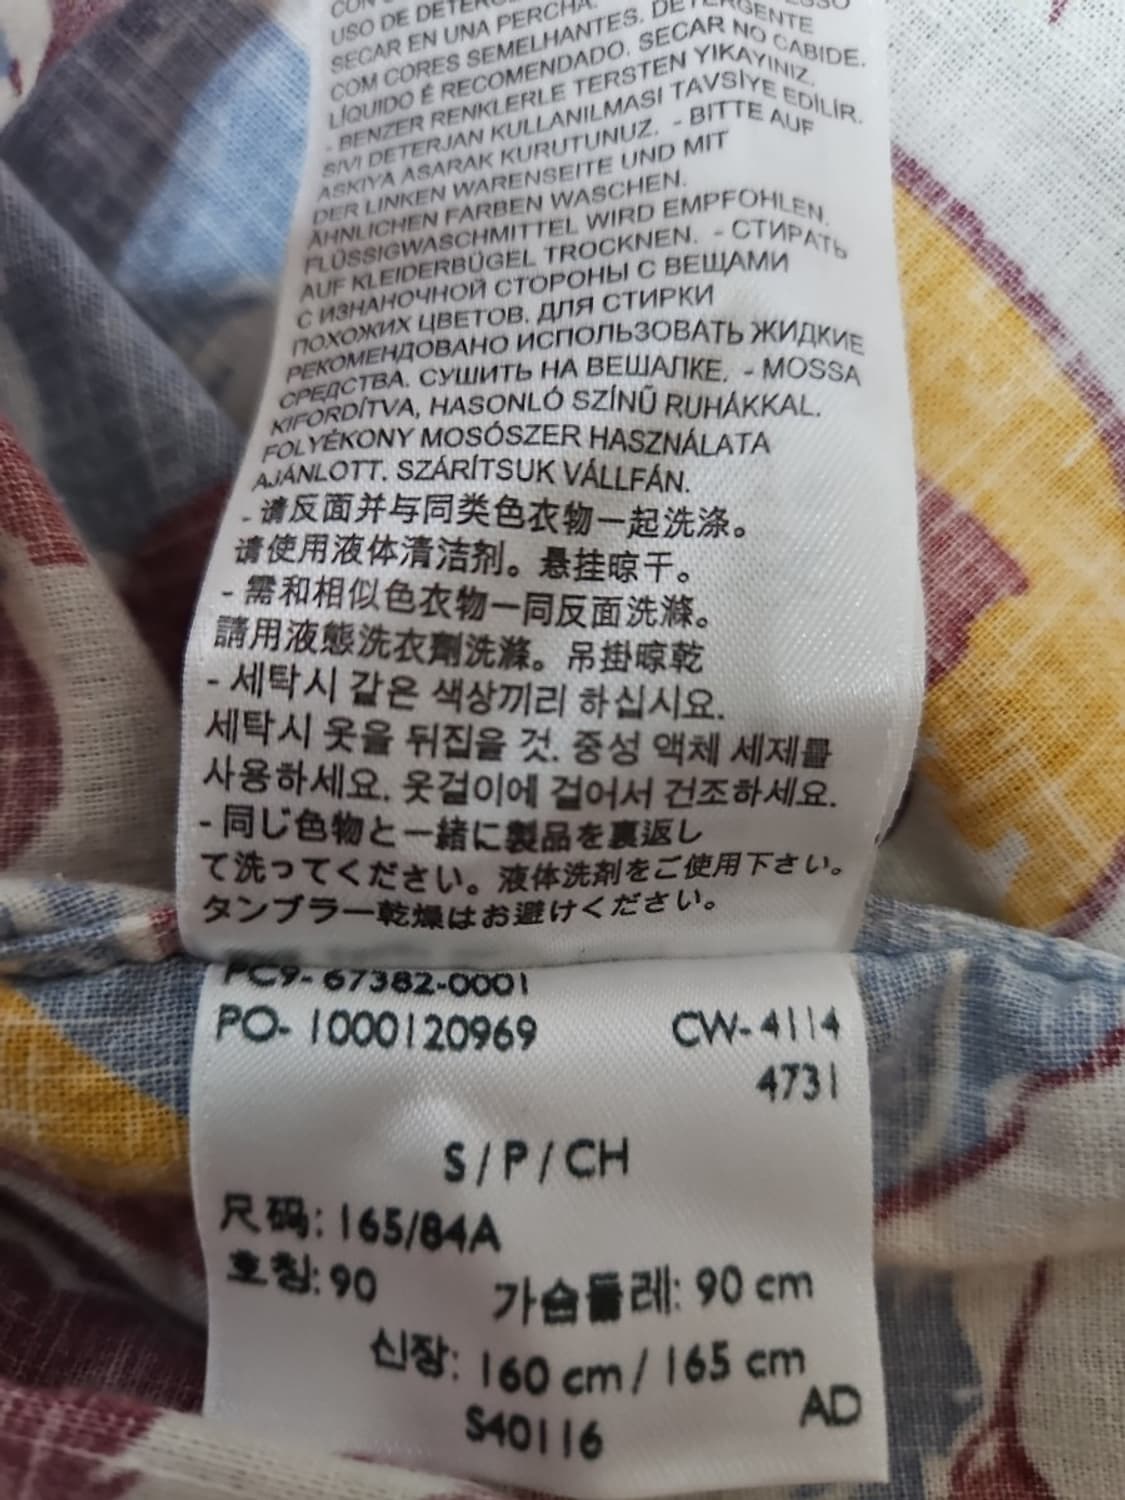 USO DE DETERGENTE
SECAR EN UNA PERCHA.
COM CORES SEMELHANTES. DETERGENTE
LÍQUIDO É RECOMENDADO. SECAR NO CABIDE.
- BENZER RENKLERLE TERSTEN YIKAYINIZ.
SIVI DETERJAN KULLANILMASI TAVSİYE EDİLİR.
ASKIYA ASARAK KURUTUNUZ. - BITTE AUF
DER LINKEN WARENSEITE UND MIT
ÄHNLICHEN FARBEN WASCHEN.
FLÜSSIGWASCHMITTEL WIRD EMPFOHLEN.
AUF KLEIDERBÜGEL TROCKNEN. - СТИРАТЬ
С ИЗНАНОЧНОЙ СТОРОНЫ С ВЕЩАМИ
ПОХОЖИХ ЦВЕТОВ. ДЛЯ СТИРКИ
РЕКОМЕНДОВАНО ИСПОЛЬЗОВАТЬ ЖИДКИЕ
СРЕДСТВА. СУШИТЬ НА ВЕШАЛКЕ. - MOSSA
KIFORDÍTVA, HASONLÓ SZÍNŰ RUHÁKKAL.
FOLYÉKONY MOSÓSZER HASZNÁLATA
AJÁNLOTT. SZÁRÍTSUK VÁLLFÁN.
- 请反面并与同类色衣物一起洗涤。
请使用液体清洁剂。悬挂晾干。
- 需和相似色衣物一同反面洗滌。
請用液態洗衣劑洗滌。吊掛晾乾
- 세탁시 같은 색상끼리 하십시요.
세탁시 옷을 뒤집을 것. 중성 액체 세제를
사용하세요. 옷걸이에 걸어서 건조하세요.
- 同じ色物と一緒に製品を裏返し
て洗ってください。液体洗剤をご使用下さい。
タンブラー乾燥はお避けください。
PC9-67382-0001
PO-1000120969 CW-4114
4731
S/P/CH
尺码: 165/84A
호칭: 90 가슴둘레: 90 cm
신장: 160 cm/165 cm
AD
S40116